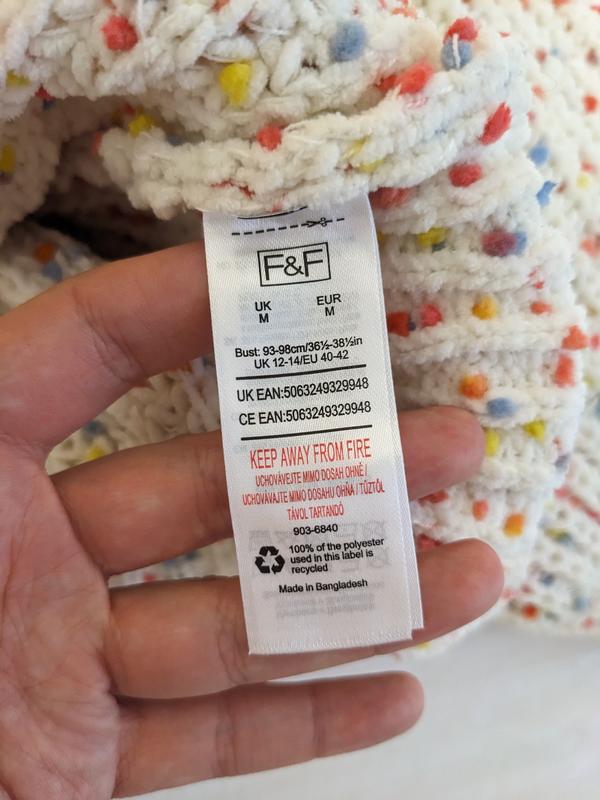 F&F
UK EUR
M M
Bust: 93-98cm/36½-38½in
UK 12-14/EU 40-42
UK EAN:5063249329948
CE EAN:5063249329948
KEEP AWAY FROM FIRE
UCHOVÁVEJTE MIMO DOSAH OHNĚ /
UCHOVÁVAJTE MIMO DOSAHU OHŇA / TŰZTŐL
TÁVOL TARTANDÓ
903-6840
100% of the polyester
used in this label is
recycled
Made in Bangladesh